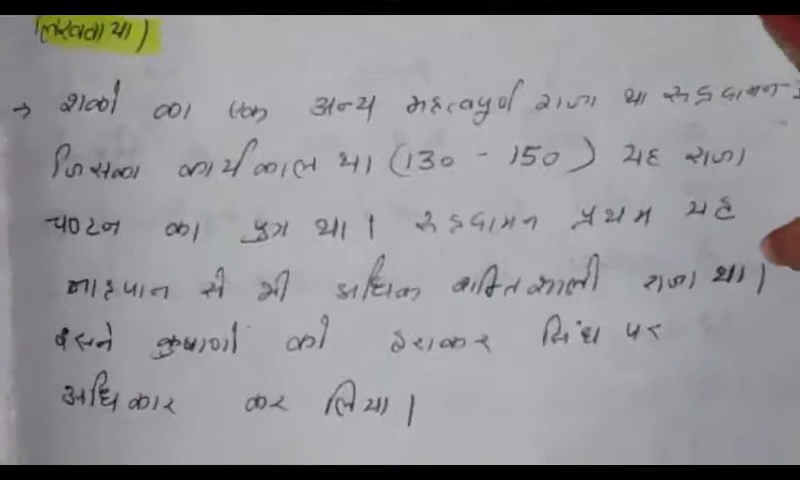 लिखवाया)
→ शको का एक अन्य महत्वपुर्ण राजा था रुद्रदामन-I
जिसका कार्यकाल था (130 - 150) यह राजा
चष्टन का पुत्र था। रुद्रदामन प्रथम यह
नाहपान से भी अधिक शक्तिशाली राजा था।
इसने कुषाणो को हराकर सिंध पर
अधिकार कर लिया।